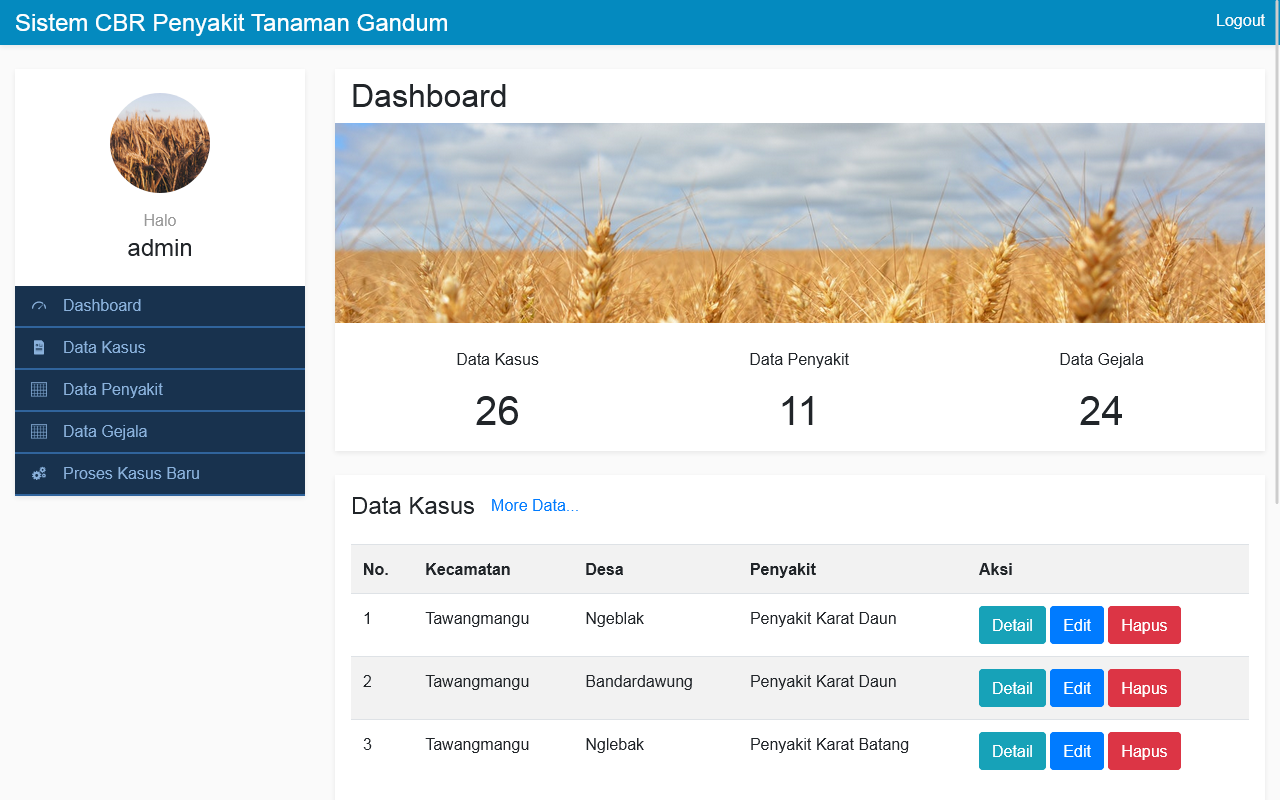 Sistem CBR Penyakit Tanaman Gandum
Logout
Halo
admin
Dashboard
Data Kasus
Data Penyakit
Data Gejala
Proses Kasus Baru
Dashboard
Data Kasus Data Penyakit Data Gejala
26 11 24
Data Kasus More Data...
No. Kecamatan Desa Penyakit Aksi
1 Tawangmangu Ngeblak Penyakit Karat Daun Detail Edit Hapus
2 Tawangmangu Bandardawung Penyakit Karat Daun Detail Edit Hapus
3 Tawangmangu Nglebak Penyakit Karat Batang Detail Edit Hapus